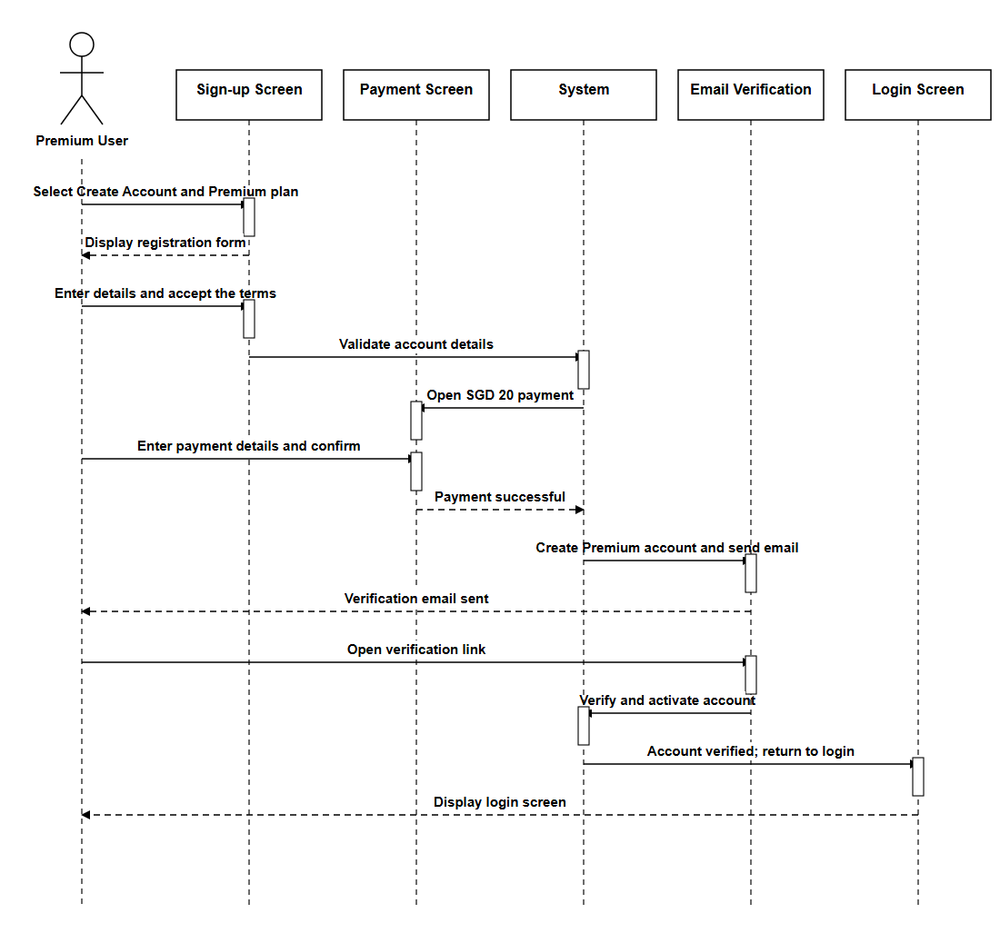 Sign-up Screen
Payment Screen
System
Email Verification
Login Screen
Premium User
Select Create Account and Premium plan
Display registration form
Enter details and accept the terms
Validate account details
Open SGD 20 payment
Enter payment details and confirm
Payment successful
Create Premium account and send email
Verification email sent
Open verification link
Verify and activate account
Account verified; return to login
Display login screen